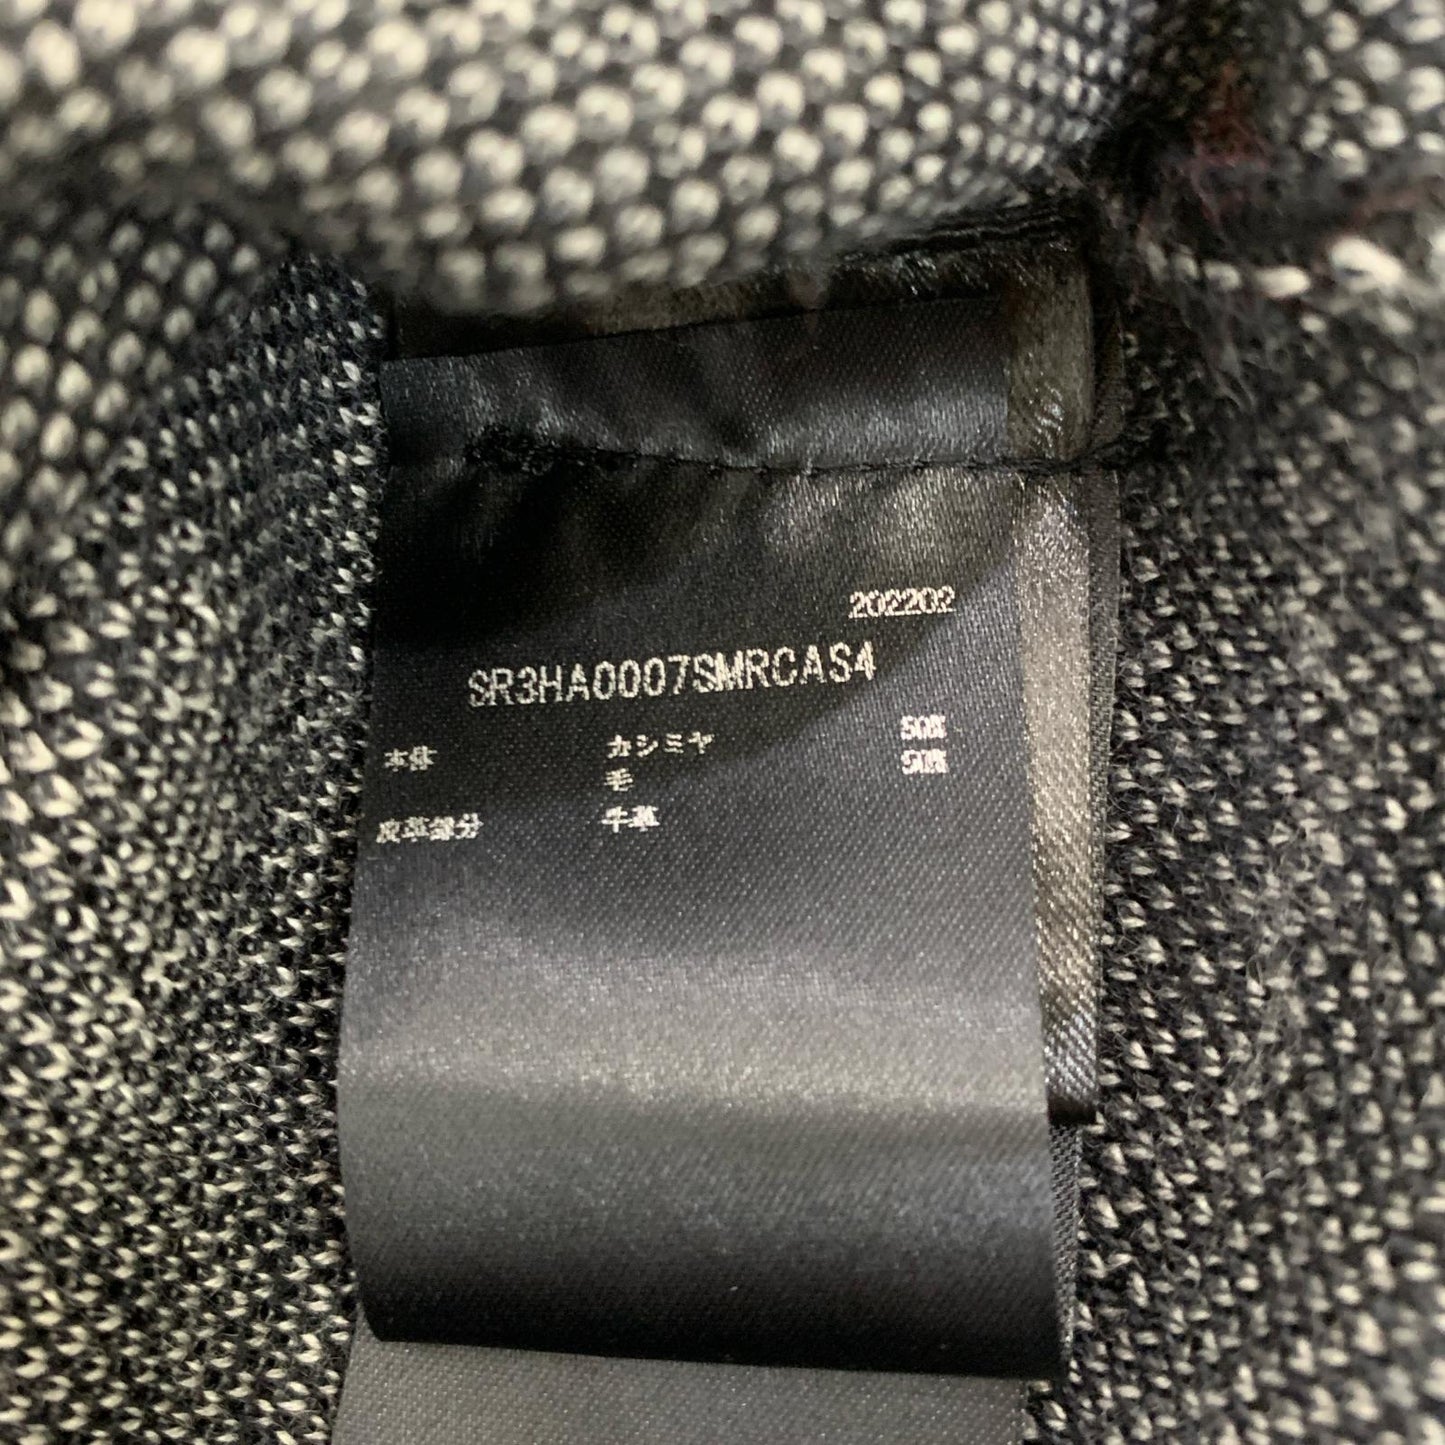 202202
SR3HA0007SMRCAS4
本体 カシミヤ 50%
毛 50%
皮革部分 牛革